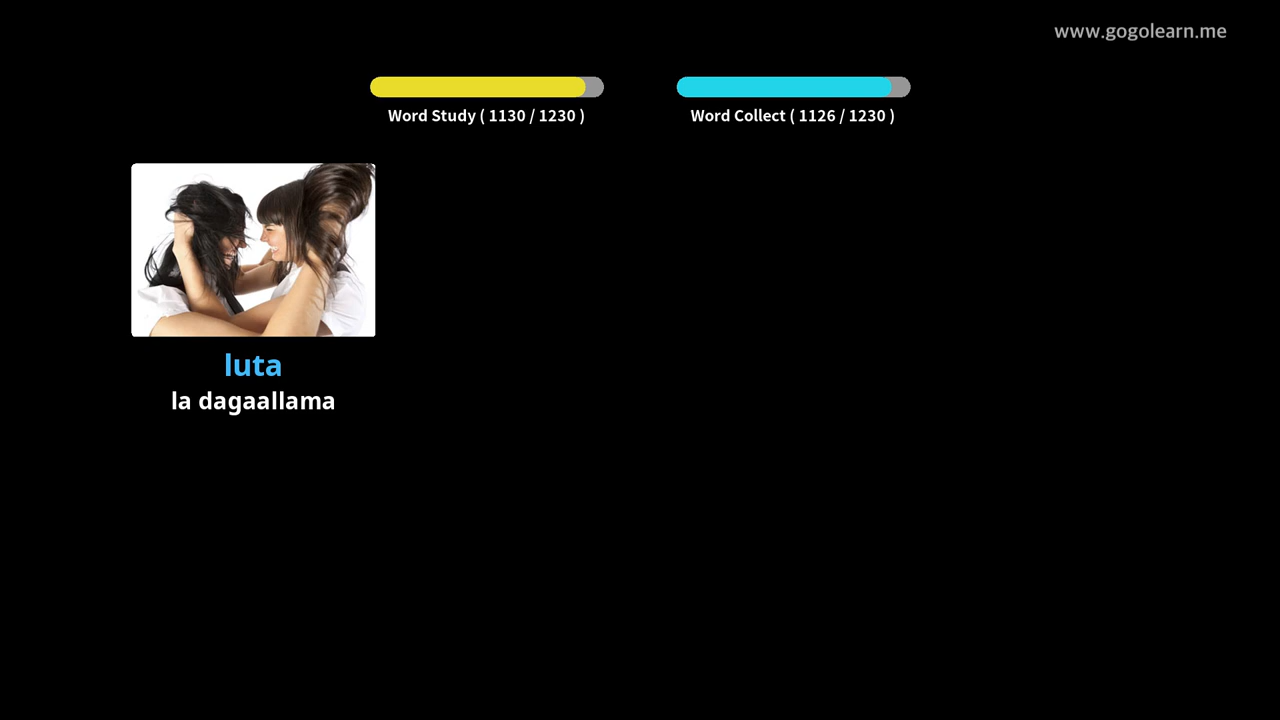 www.gogolearn.me
Word Study ( 1130 / 1230 )
Word Collect ( 1126 / 1230 )
luta
la dagaallama